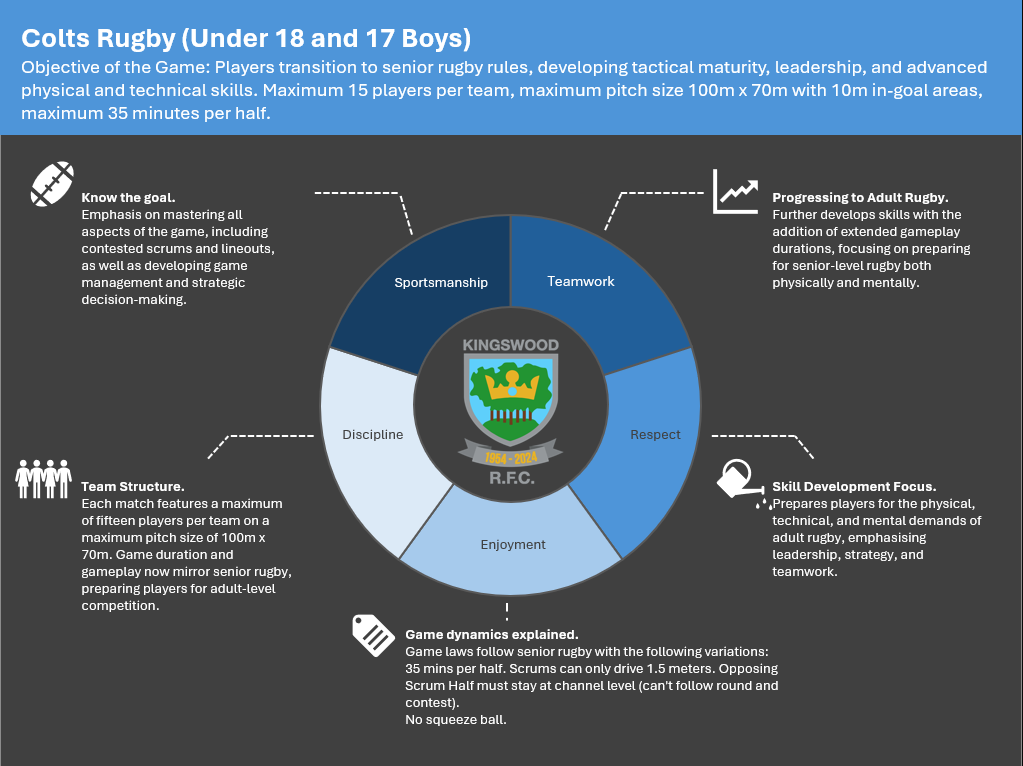 Colts Rugby (Under 18 and 17 Boys)
Objective of the Game: Players transition to senior rugby rules, developing tactical maturity, leadership, and advanced
physical and technical skills. Maximum 15 players per team, maximum pitch size 100m x 70m with 10m in-goal areas,
maximum 35 minutes per half.
Know the goal.
Emphasis on mastering all
aspects of the game, including
contested scrums and lineouts,
as well as developing game
management and strategic
decision-making.
Progressing to Adult Rugby.
Further develops skills with the
addition of extended gameplay
durations, focusing on preparing
for senior-level rugby both
physically and mentally.
Sportsmanship
Teamwork
Discipline
Respect
Enjoyment
KINGSWOOD
1954 - 2024
R.F.C.
Team Structure.
Each match features a maximum
of fifteen players per team on a
maximum pitch size of 100m x
70m. Game duration and
gameplay now mirror senior rugby,
preparing players for adult-level
competition.
Skill Development Focus.
Prepares players for the physical,
technical, and mental demands of
adult rugby, emphasising
leadership, strategy, and
teamwork.
Game dynamics explained.
Game laws follow senior rugby with the following variations:
35 mins per half. Scrums can only drive 1.5 meters. Opposing
Scrum Half must stay at channel level (can't follow round and
contest).
No squeeze ball.